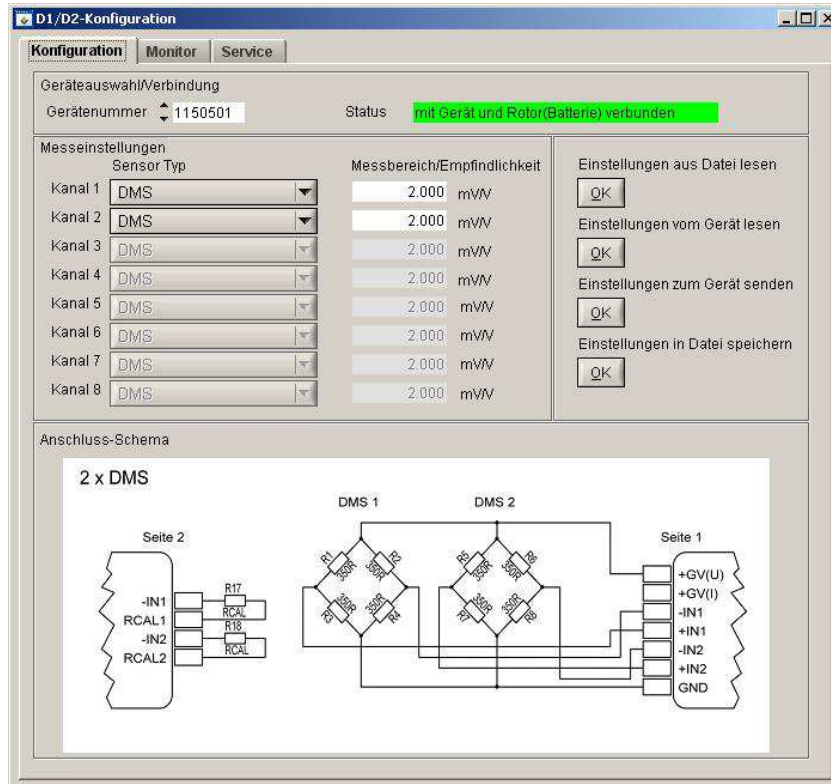 D1/D2-Konfiguration
Konfiguration Monitor Service
Geräteauswahl/Verbindung
Gerätenummer 1150501 Status mit Gerät und Rotor(Batterie) verbunden
Messeinstellungen
Sensor Typ Messbereich/Empfindlichkeit
Kanal 1 DMS 2.000 mV/V
Kanal 2 DMS 2.000 mV/V
Kanal 3 DMS 2.000 mV/V
Kanal 4 DMS 2.000 mV/V
Kanal 5 DMS 2.000 mV/V
Kanal 6 DMS 2.000 mV/V
Kanal 7 DMS 2.000 mV/V
Kanal 8 DMS 2.000 mV/V
Einstellungen aus Datei lesen
OK
Einstellungen vom Gerät lesen
OK
Einstellungen zum Gerät senden
OK
Einstellungen in Datei speichern
OK
Anschluss-Schema
2 x DMS
Seite 2
-IN1
RCAL1
-IN2
RCAL2
R17
RCAL
R18
RCAL
DMS 1
R1 350R
R2 350R
R3 350R
R4 350R
DMS 2
R5 350R
R6 350R
R7 350R
R8 350R
Seite 1
+GV(U)
+GV(I)
-IN1
+IN1
-IN2
+IN2
GND